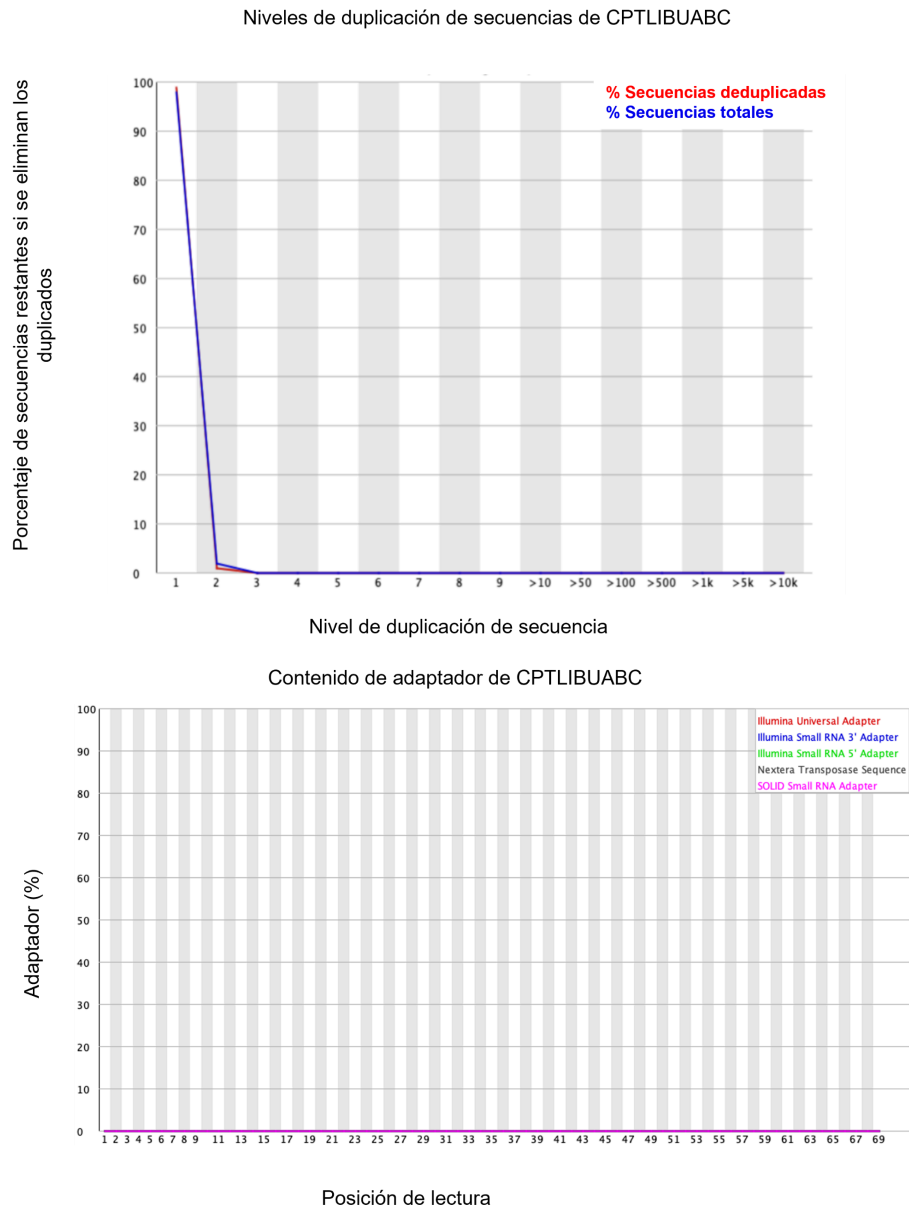 Niveles de duplicación de secuencias de CPTLIBUABC
Porcentaje de secuencias restantes si se eliminan los
duplicados
% Secuencias deduplicadas
% Secuencias totales
100
90
80
70
60
50
40
30
20
10
0
1 2 3 4 5 6 7 8 9 >10 >50 >100 >500 >1k >5k >10k
Nivel de duplicación de secuencia
Contenido de adaptador de CPTLIBUABC
Adaptador (%)
Illumina Universal Adapter
Illumina Small RNA 3' Adapter
Illumina Small RNA 5' Adapter
Nextera Transposase Sequence
SOLID Small RNA Adapter
100
90
80
70
60
50
40
30
20
10
0
1 2 3 4 5 6 7 8 9 11 13 15 17 19 21 23 25 27 29 31 33 35 37 39 41 43 45 47 49 51 53 55 57 59 61 63 65 67 69
Posición de lectura